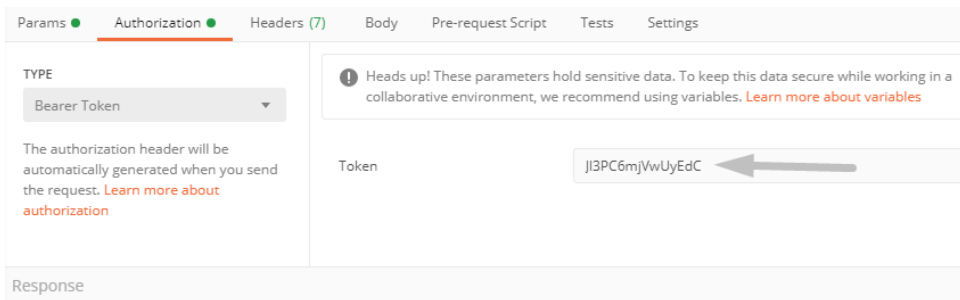 Params Authorization Headers (7) Body Pre-request Script Tests Settings
TYPE
Bearer Token
The authorization header will be
automatically generated when you send
the request. Learn more about
authorization
Heads up! These parameters hold sensitive data. To keep this data secure while working in a
collaborative environment, we recommend using variables. Learn more about variables
Token
JI3PC6mjVwUyEdC
Response